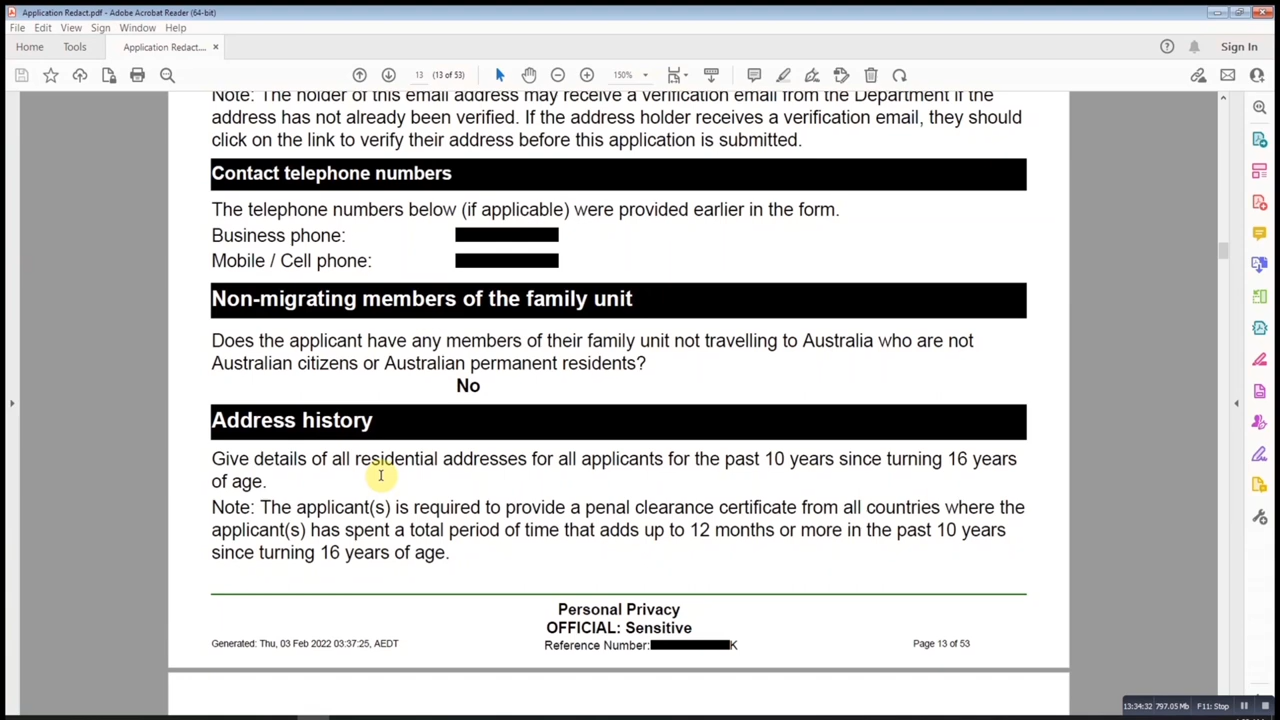 Application Redact.pdf - Adobe Acrobat Reader (64-bit)
File Edit View Sign Window Help
Home Tools Application Redact.... × Sign In
13 (13 of 53) 150%
Note: The holder of this email address may receive a verification email from the Department if the
address has not already been verified. If the address holder receives a verification email, they should
click on the link to verify their address before this application is submitted.
Contact telephone numbers
The telephone numbers below (if applicable) were provided earlier in the form.
Business phone:
Mobile / Cell phone:
Non-migrating members of the family unit
Does the applicant have any members of their family unit not travelling to Australia who are not
Australian citizens or Australian permanent residents?
No
Address history
Give details of all residential addresses for all applicants for the past 10 years since turning 16 years
of age.
Note: The applicant(s) is required to provide a penal clearance certificate from all countries where the
applicant(s) has spent a total period of time that adds up to 12 months or more in the past 10 years
since turning 16 years of age.
Personal Privacy
OFFICIAL: Sensitive
Generated: Thu, 03 Feb 2022 03:37:25, AEDT Reference Number: K Page 13 of 53
13:34:32 797.05 Mb F11: Stop